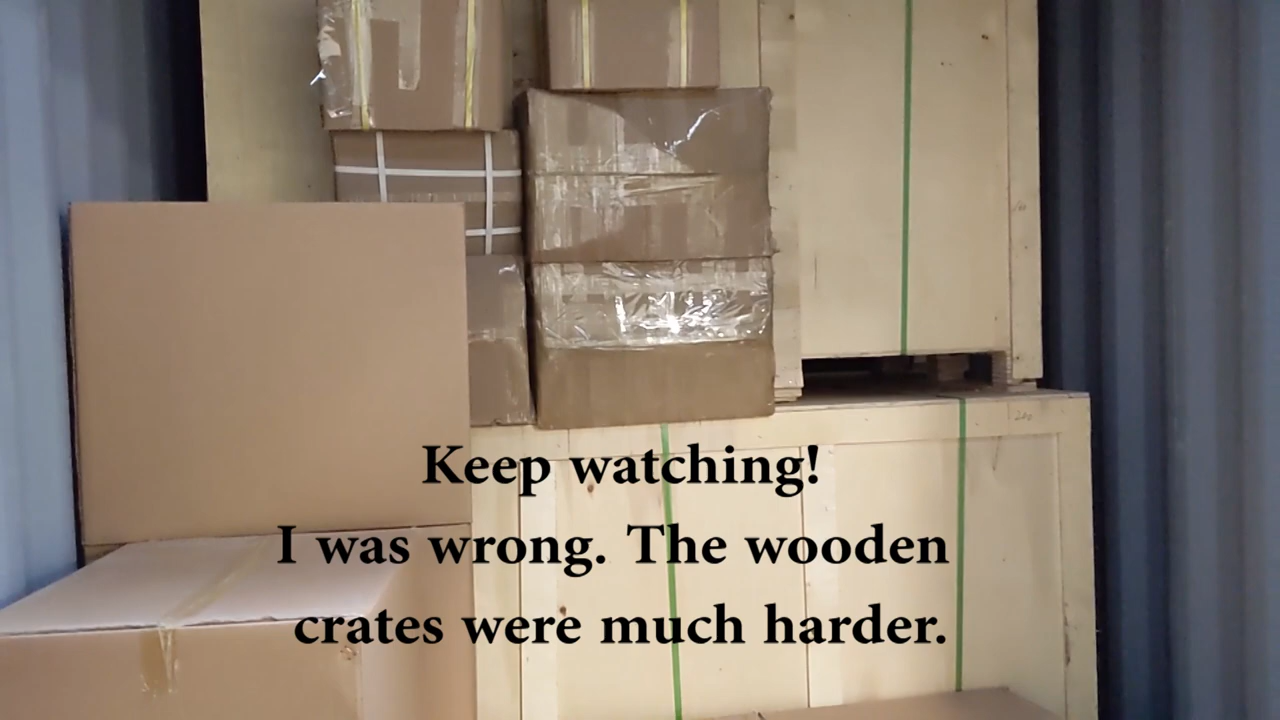 Keep watching!
I was wrong. The wooden
crates were much harder.